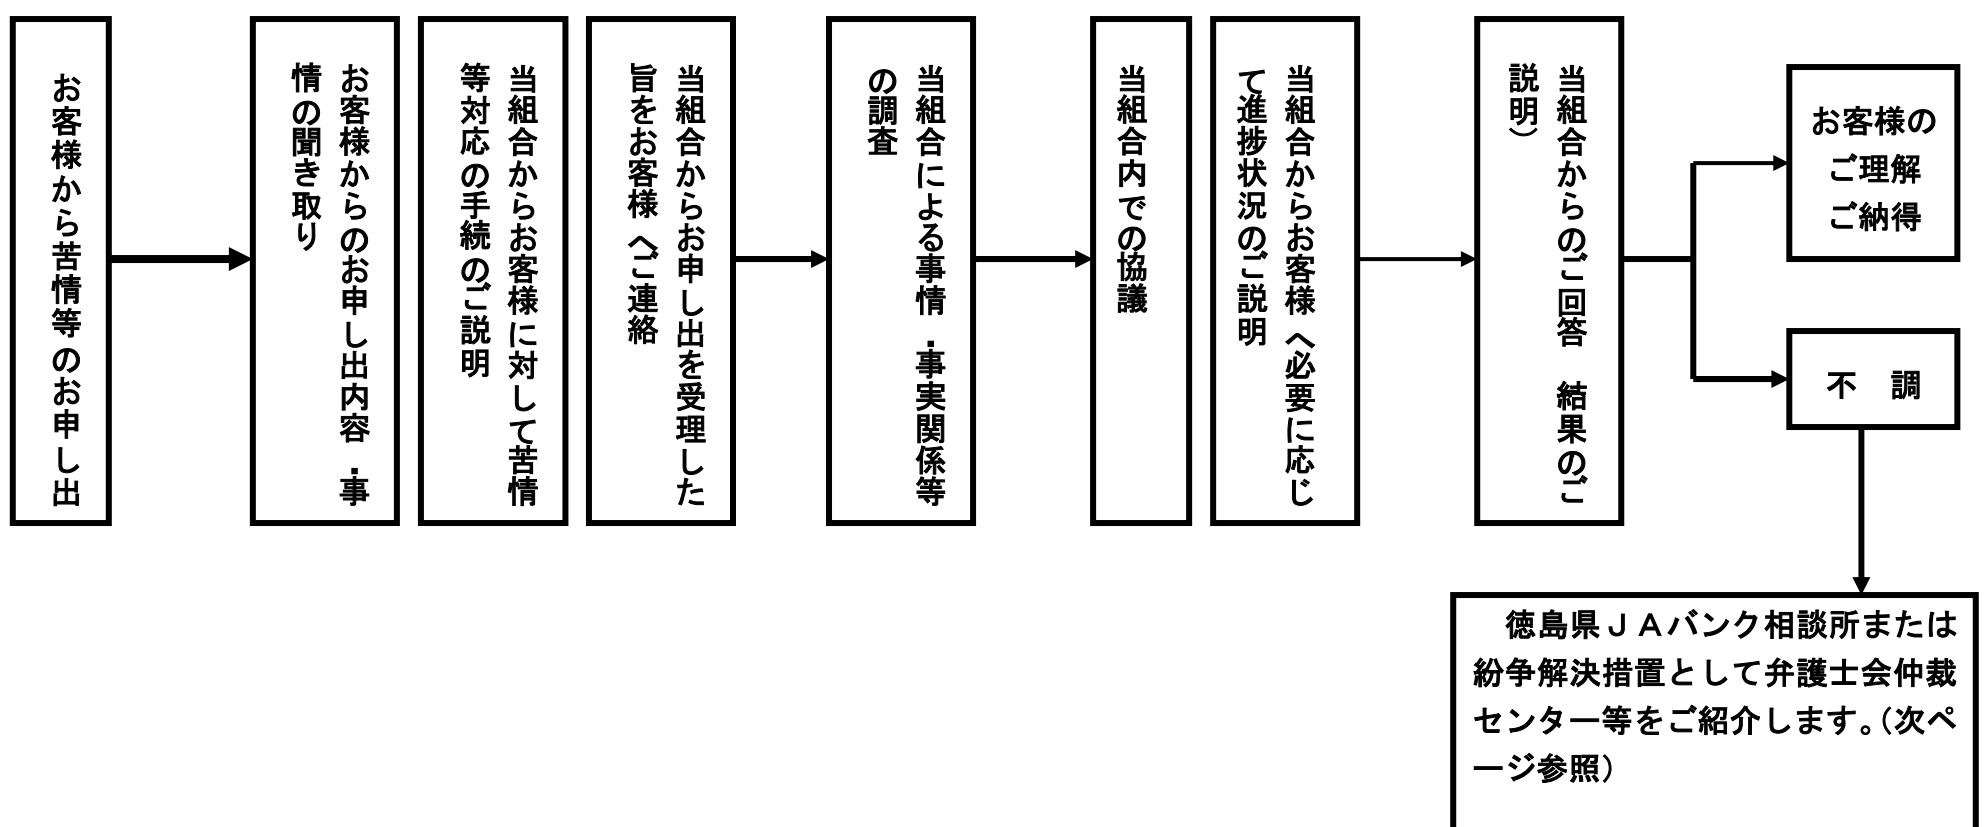 お客様から苦情等のお申し出
お客様からのお申し出内容・事
情の聞き取り
当組合からお客様に対して苦情
等対応の手続のご説明
当組合からお申し出を受理した
旨をお客様へご連絡
当組合による事情・事実関係等
の調査
当組合内での協議
当組合からお客様へ必要に応じ
て進捗状況のご説明
当組合からのご回答　結果のご
説明）
お客様の
ご理解
ご納得
不　調
徳島県ＪＡバンク相談所または
紛争解決措置として弁護士会仲裁
センター等をご紹介します。（次ペ
ージ参照）